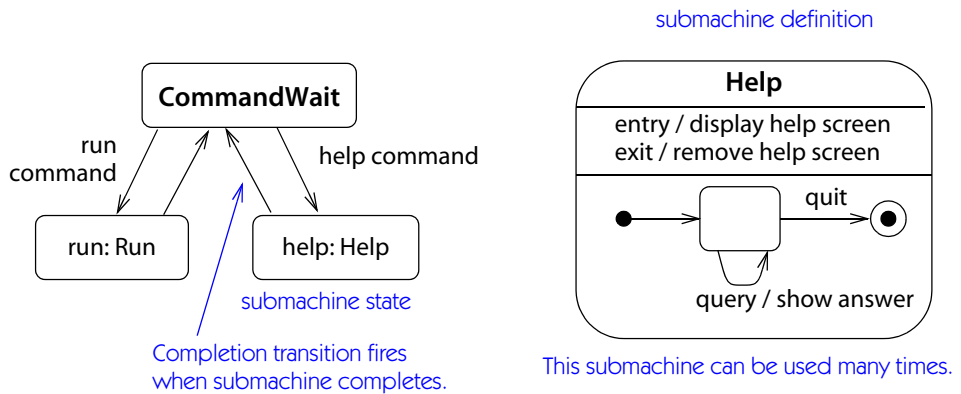 submachine definition
CommandWait
run
command
help command
run: Run
help: Help
submachine state
Completion transition fires
when submachine completes.
Help
entry / display help screen
exit / remove help screen
quit
query / show answer
This submachine can be used many times.